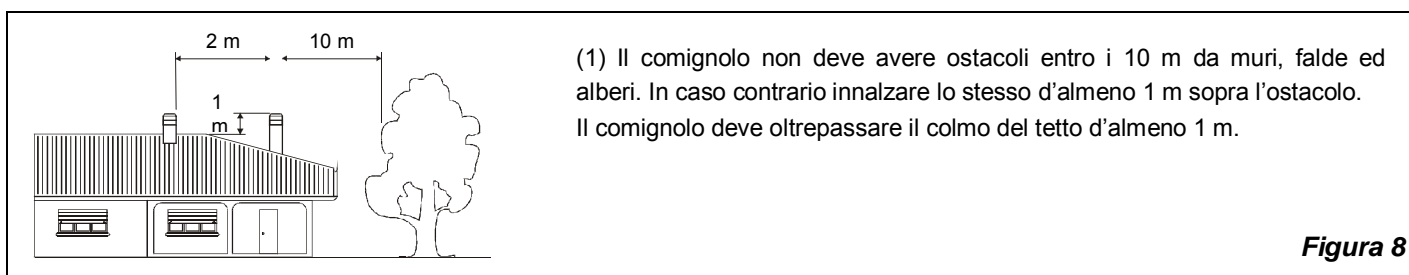 2 m 10 m
1
m
(1) Il comignolo non deve avere ostacoli entro i 10 m da muri, falde ed
alberi. In caso contrario innalzare lo stesso d’almeno 1 m sopra l’ostacolo.
Il comignolo deve oltrepassare il colmo del tetto d’almeno 1 m.
Figura 8